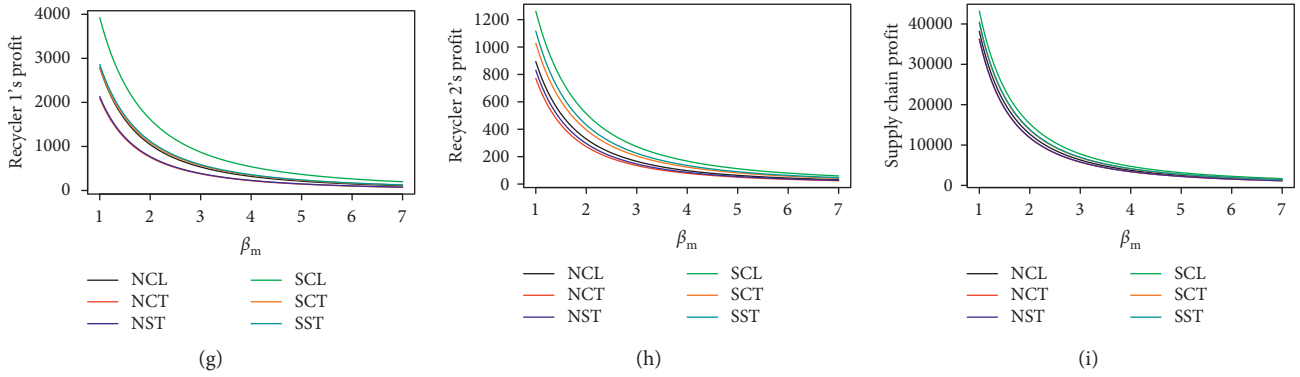 Recycler 1's profit
4000
3000
2000
1000
0
1 2 3 4 5 6 7
βm
NCL SCL
NCT SCT
NST SST
(g)
Recycler 2's profit
1200
1000
800
600
400
200
0
1 2 3 4 5 6 7
βm
NCL SCL
NCT SCT
NST SST
(h)
Supply chain profit
40000
30000
20000
10000
0
1 2 3 4 5 6 7
βm
NCL SCL
NCT SCT
NST SST
(i)